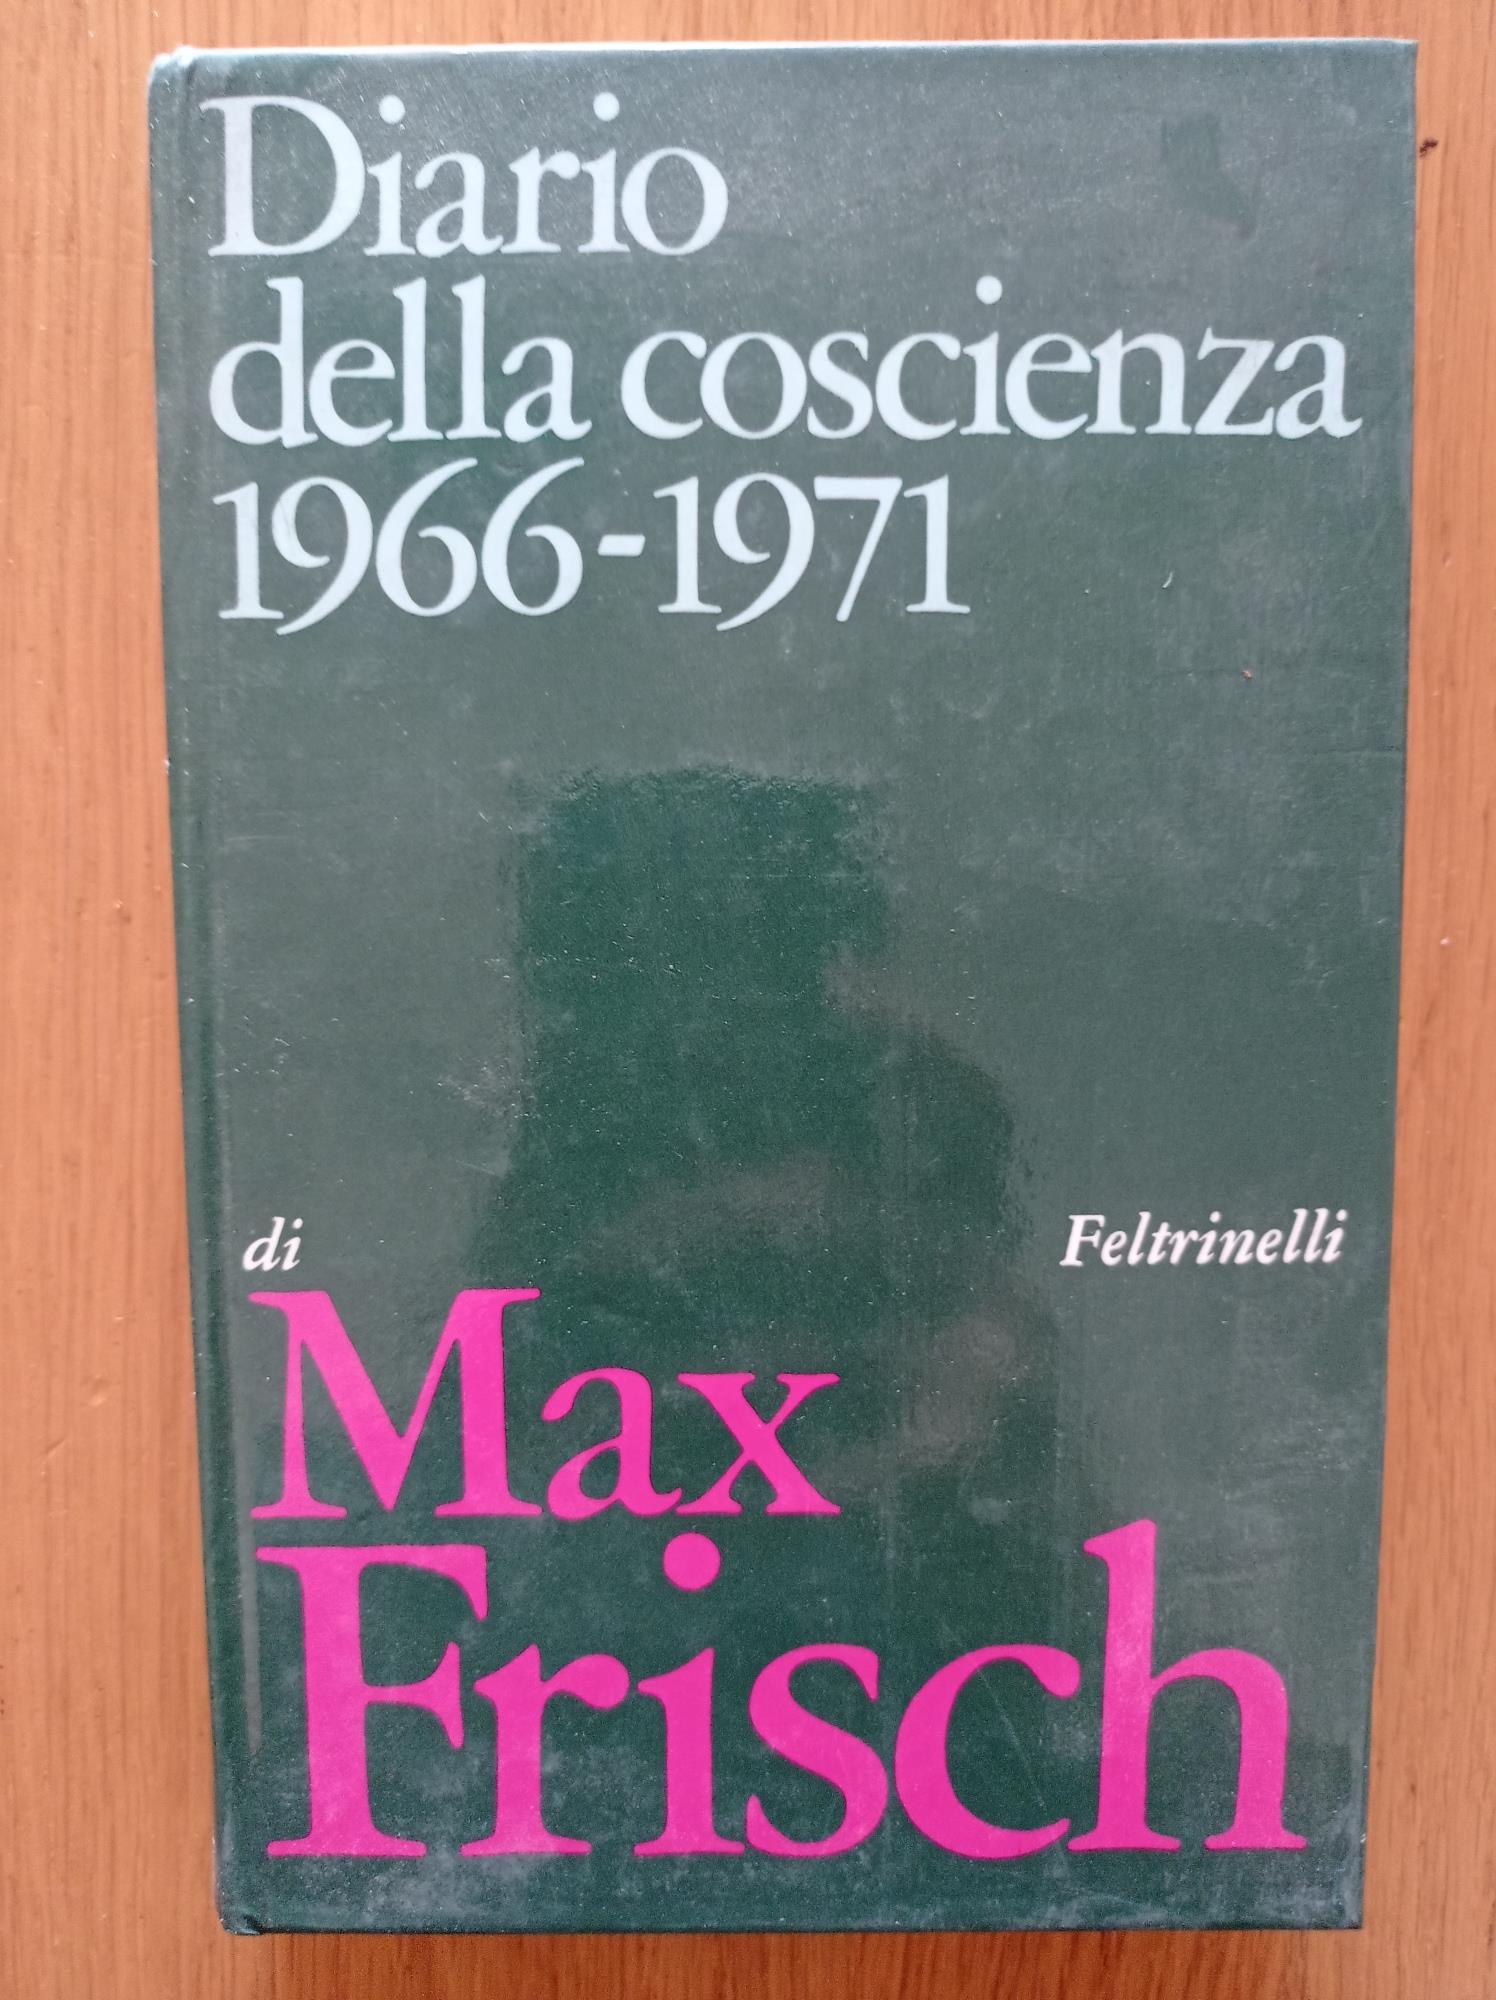 Diario
della coscienza
1966-1971
di
Feltrinelli
Max
Frisch